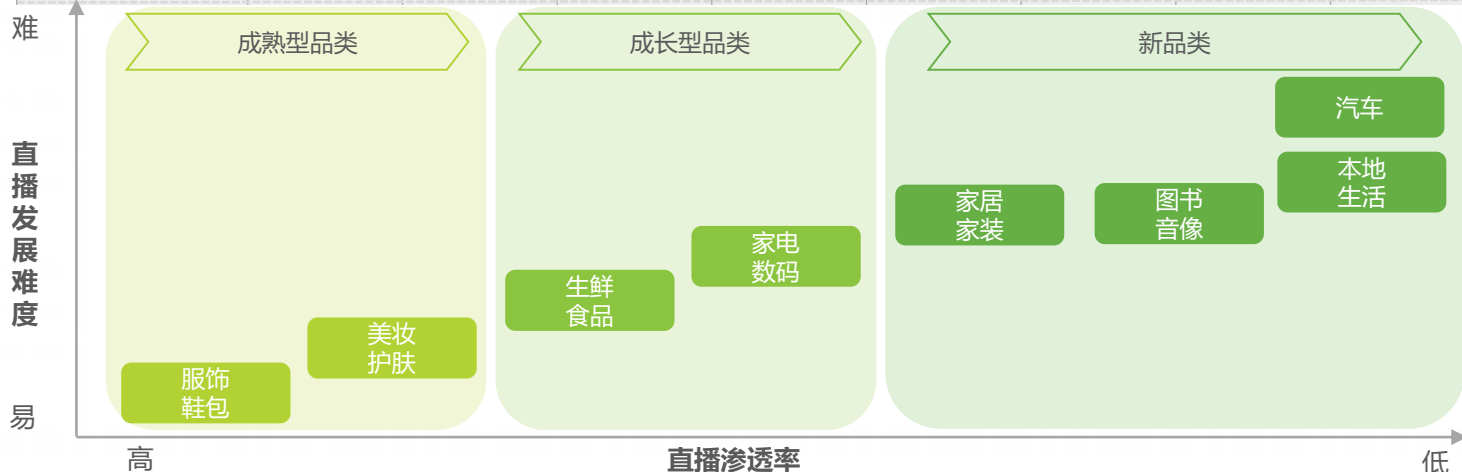 难
成熟型品类
成长型品类
新品类
汽车
本地
生活
家居
家装
图书
音像
家电
数码
生鲜
食品
美妆
护肤
服饰
鞋包
直播发展难度
易
高
直播渗透率
低